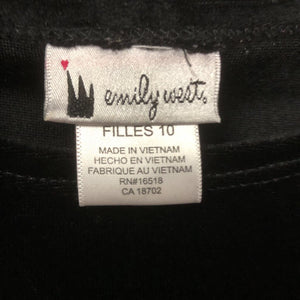 emily west.
FILLES 10
MADE IN VIETNAM
HECHO EN VIETNAM
FABRIQUE AU VIETNAM
RN#16518
CA 18702